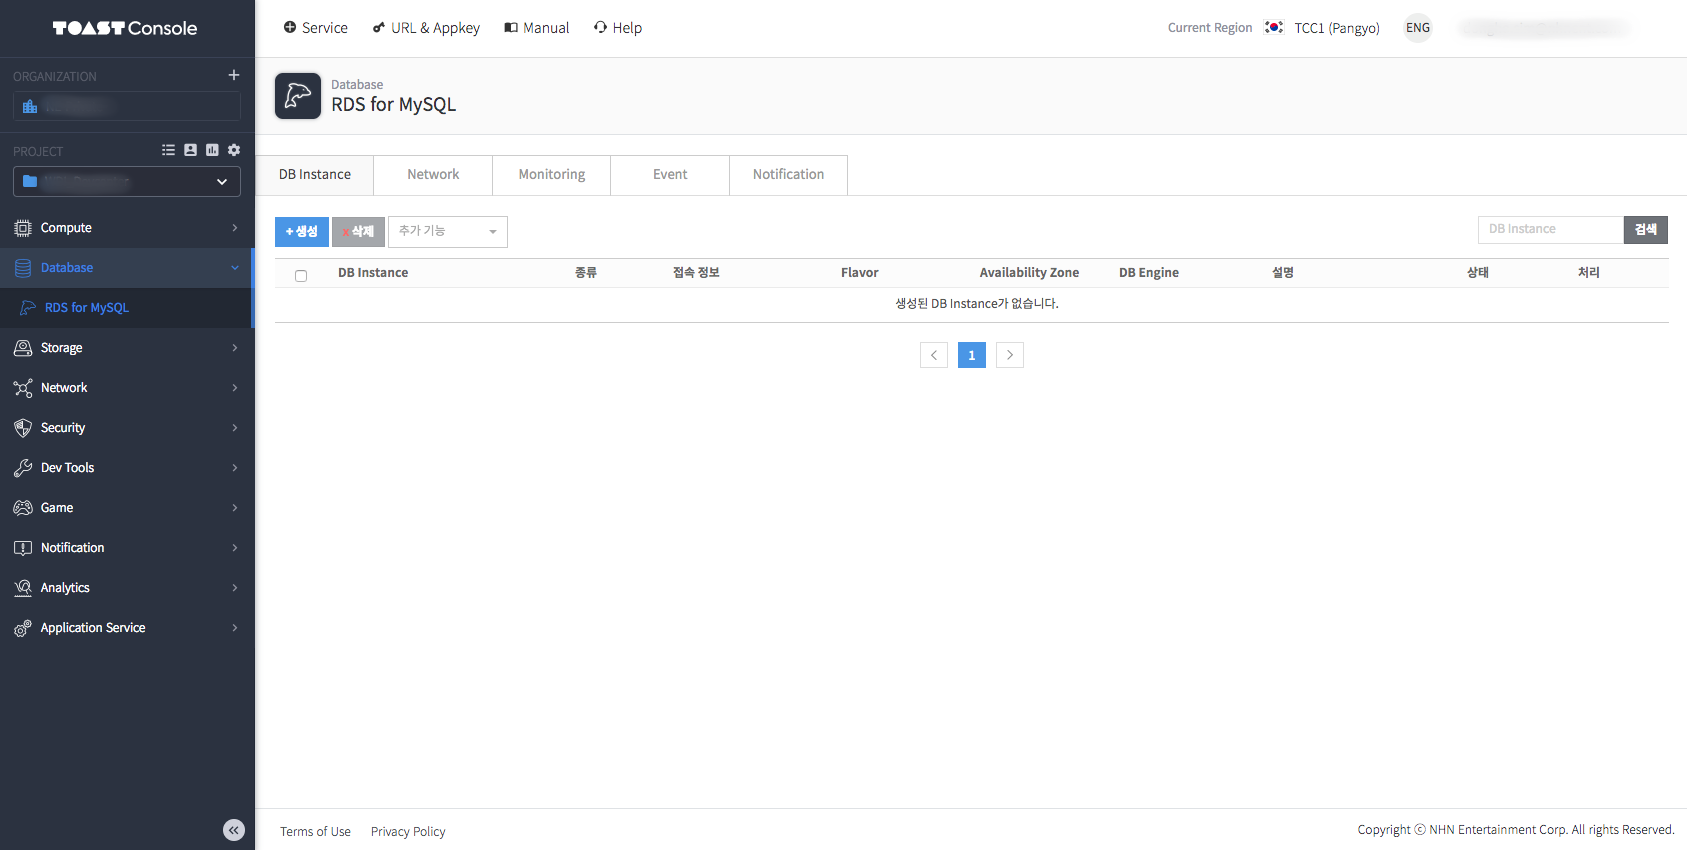 TOAST Console
Service
URL & Appkey
Manual
Help
Current Region
TCC1 (Pangyo)
ENG
ORGANIZATION
PROJECT
Compute
Database
RDS for MySQL
Storage
Network
Security
Dev Tools
Game
Notification
Analytics
Application Service
Database
RDS for MySQL
DB Instance
Network
Monitoring
Event
Notification
+ 생성
x 삭제
추가 기능
DB Instance
검색
DB Instance
종류
접속 정보
Flavor
Availability Zone
DB Engine
설명
상태
처리
생성된 DB Instance가 없습니다.
1
Terms of Use
Privacy Policy
Copyright ⓒ NHN Entertainment Corp. All rights Reserved.